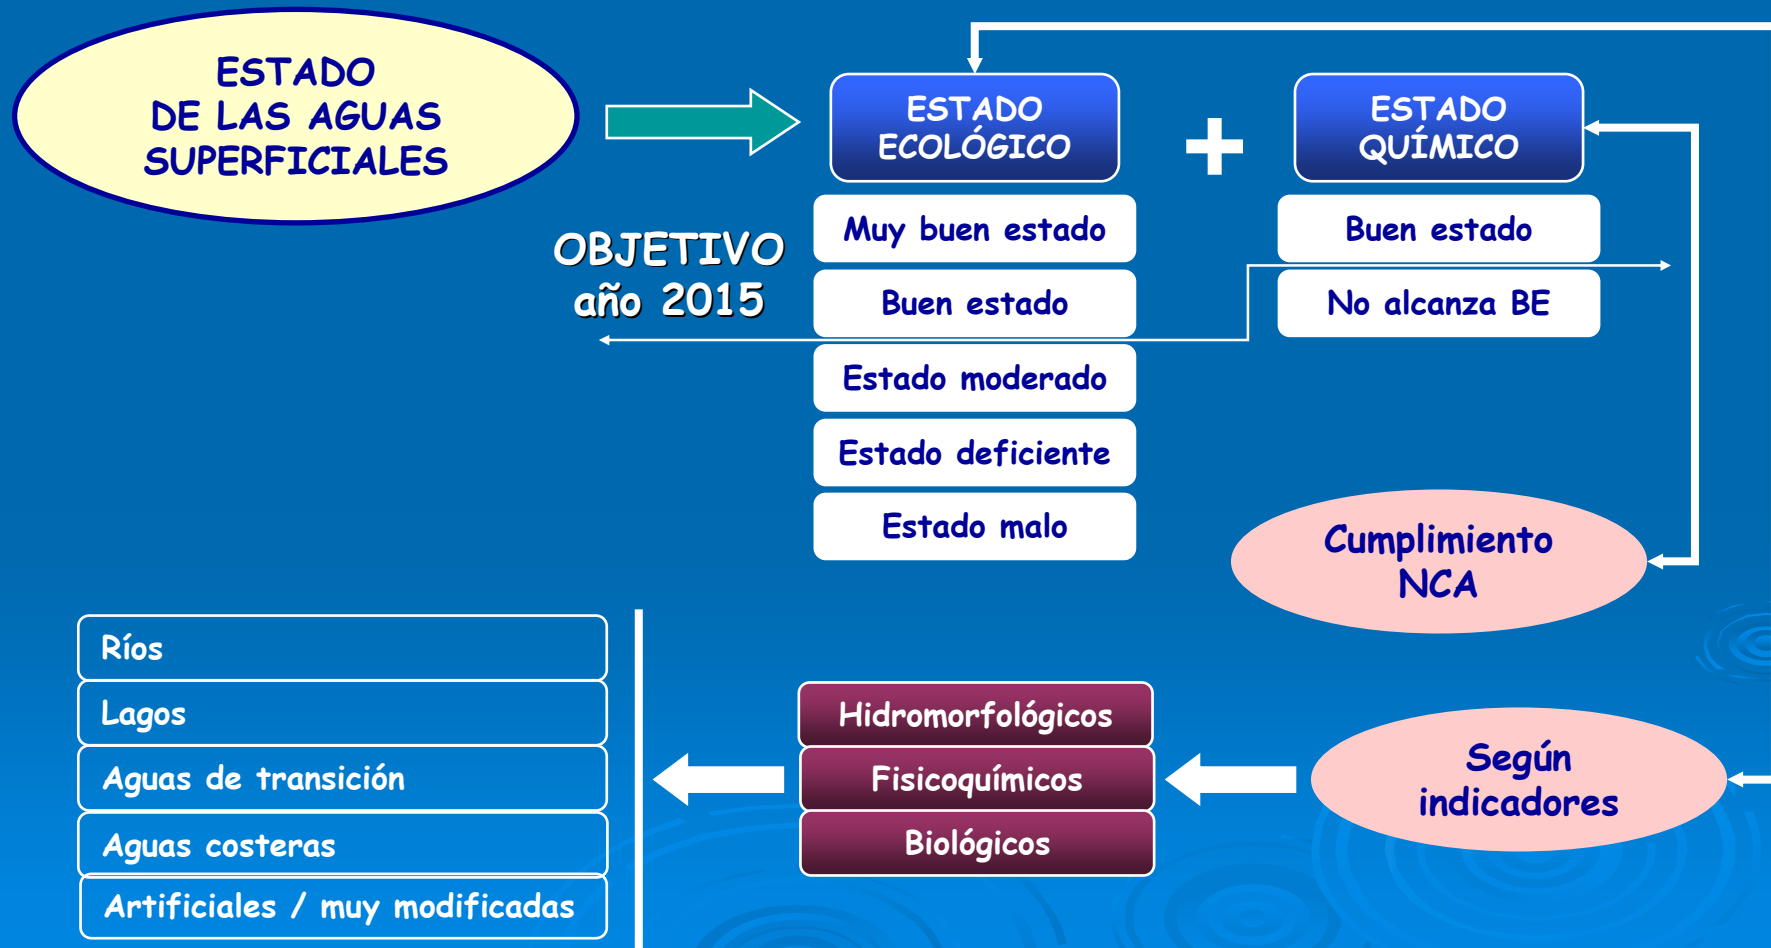 ESTADO
DE LAS AGUAS
SUPERFICIALES
ESTADO
ECOLÓGICO
+
ESTADO
QUÍMICO
OBJETIVO
año 2015
Muy buen estado
Buen estado
Estado moderado
Estado deficiente
Estado malo
Buen estado
No alcanza BE
Cumplimiento
NCA
Según
indicadores
Hidromorfológicos
Fisicoquímicos
Biológicos
Ríos
Lagos
Aguas de transición
Aguas costeras
Artificiales / muy modificadas